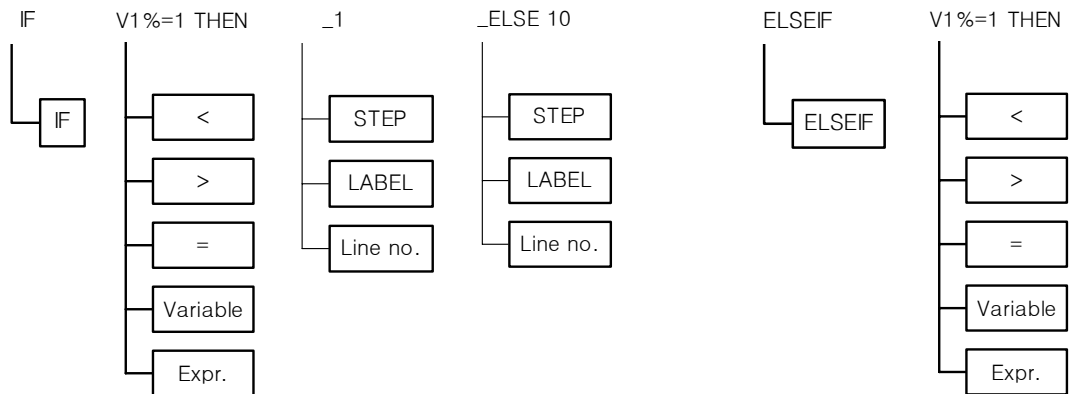 IF V1%=1 THEN _1 _ELSE 10 ELSEIF V1%=1 THEN
IF
<
>
=
Variable
Expr.
STEP
LABEL
Line no.
STEP
LABEL
Line no.
ELSEIF
<
>
=
Variable
Expr.